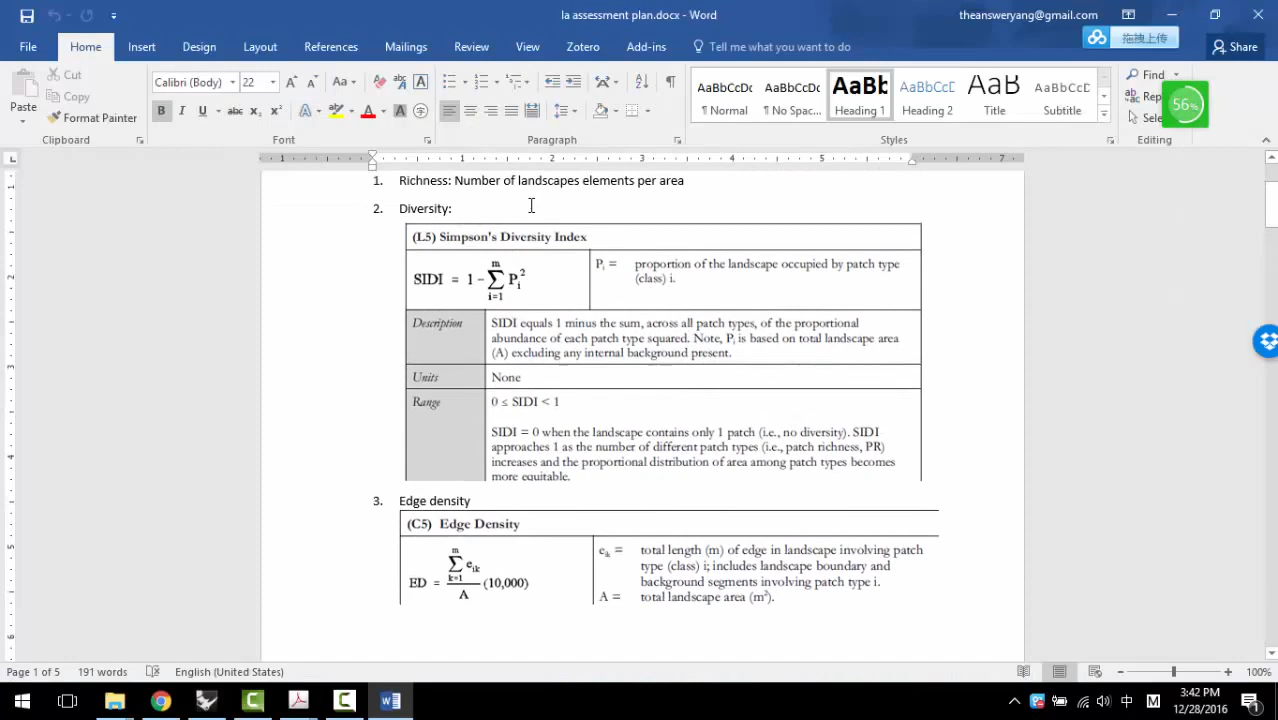 la assessment plan.docx - Word
theansweryang@gmail.com
File Home Insert Design Layout References Mailings Review View Zotero Add-ins Tell me what you want to do
拖拽上传
Share
Paste
Cut
Copy
Format Painter
Clipboard
Calibri (Body) 22
Font
Paragraph
AaBbCcDc AaBbCcDc AaBb AaBbCc AaB AaBbCcD
¶ Normal ¶ No Spac... Heading 1 Heading 2 Title Subtitle
Styles
Find
Rep
Sele
Editing
56%
1. Richness: Number of landscapes elements per area
2. Diversity:
(L5) Simpson's Diversity Index
SIDI = 1 - ∑ Pi²
m
i=1
Pi = proportion of the landscape occupied by patch type
(class) i.
Description
SIDI equals 1 minus the sum, across all patch types, of the proportional
abundance of each patch type squared. Note, Pi is based on total landscape area
(A) excluding any internal background present.
Units None
Range 0 ≤ SIDI < 1
SIDI = 0 when the landscape contains only 1 patch (i.e., no diversity). SIDI
approaches 1 as the number of different patch types (i.e., patch richness, PR)
increases and the proportional distribution of area among patch types becomes
more equitable.
3. Edge density
(C5) Edge Density
m
∑ eik
k=1
ED = (10,000)
A
eik = total length (m) of edge in landscape involving patch
type (class) i; includes landscape boundary and
background segments involving patch type i.
A = total landscape area (m²).
Page 1 of 5 191 words English (United States) 100%
中 M
3:42 PM
12/28/2016